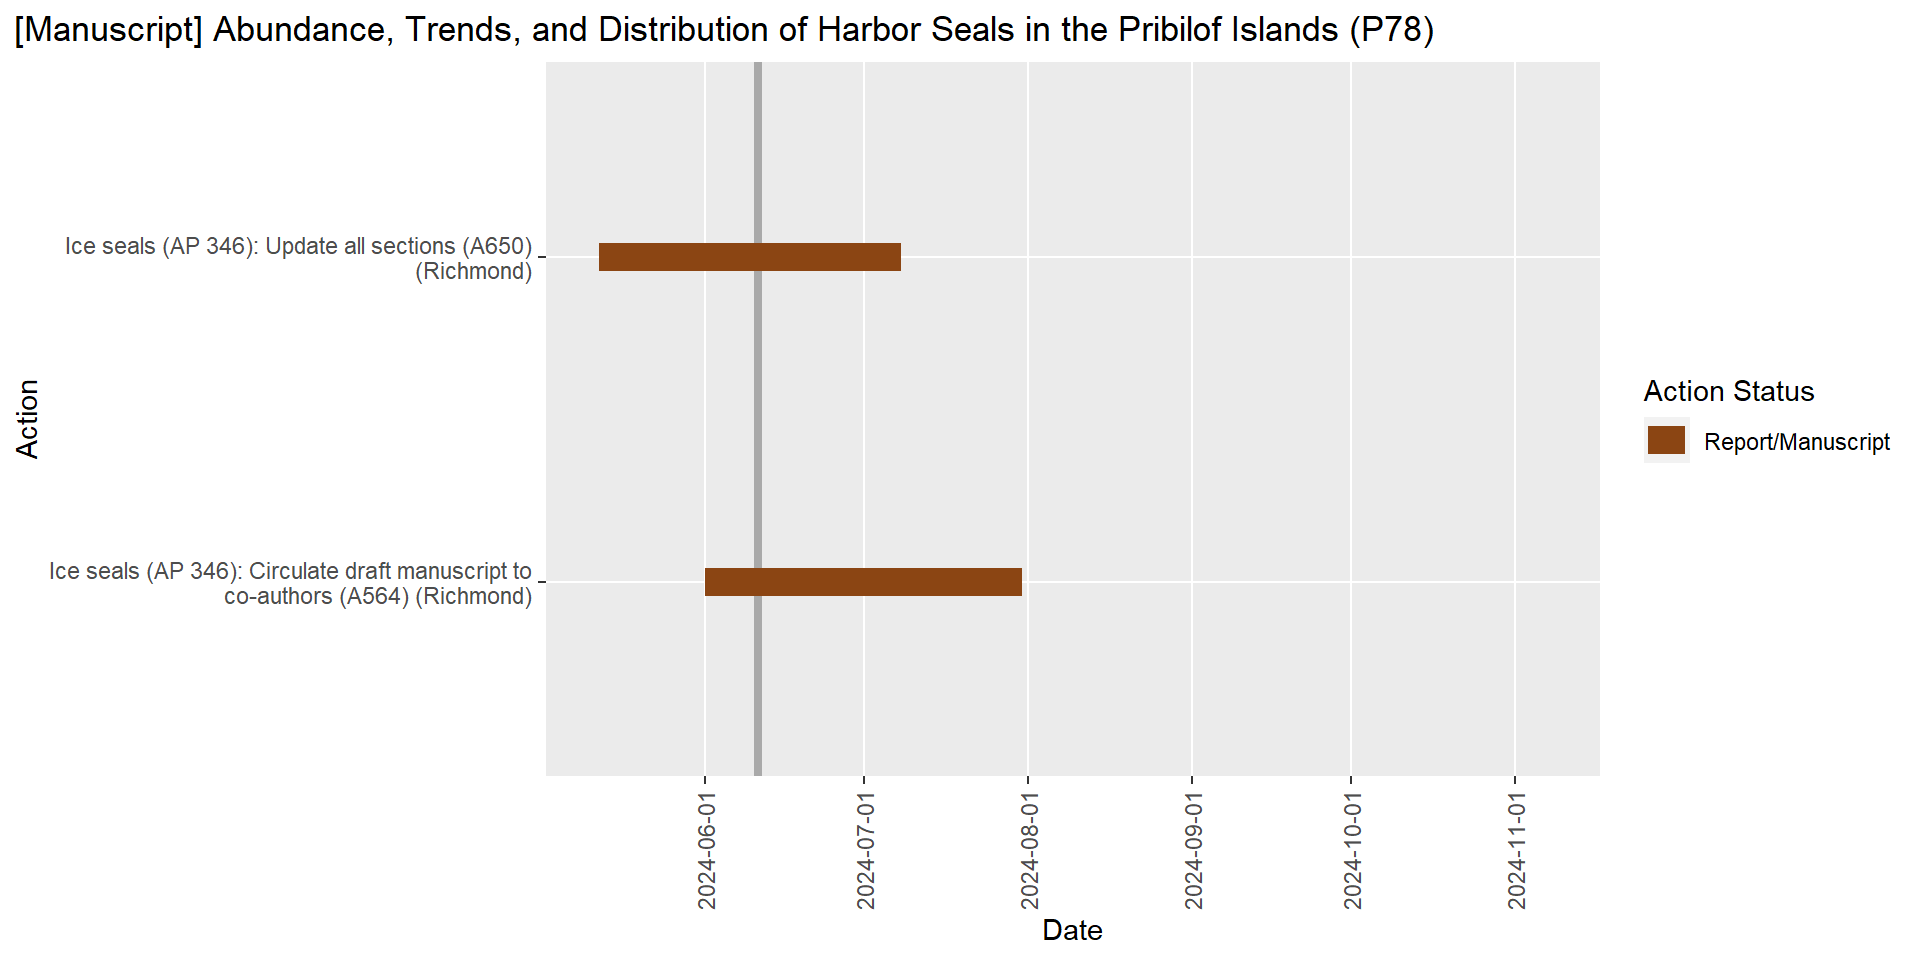 [Manuscript] Abundance, Trends, and Distribution of Harbor Seals in the Pribilof Islands (P78)
Action
Ice seals (AP 346): Update all sections (A650)
(Richmond)
Ice seals (AP 346): Circulate draft manuscript to
co-authors (A564) (Richmond)
2024-06-01
2024-07-01
2024-08-01
2024-09-01
2024-10-01
2024-11-01
Date
Action Status
Report/Manuscript